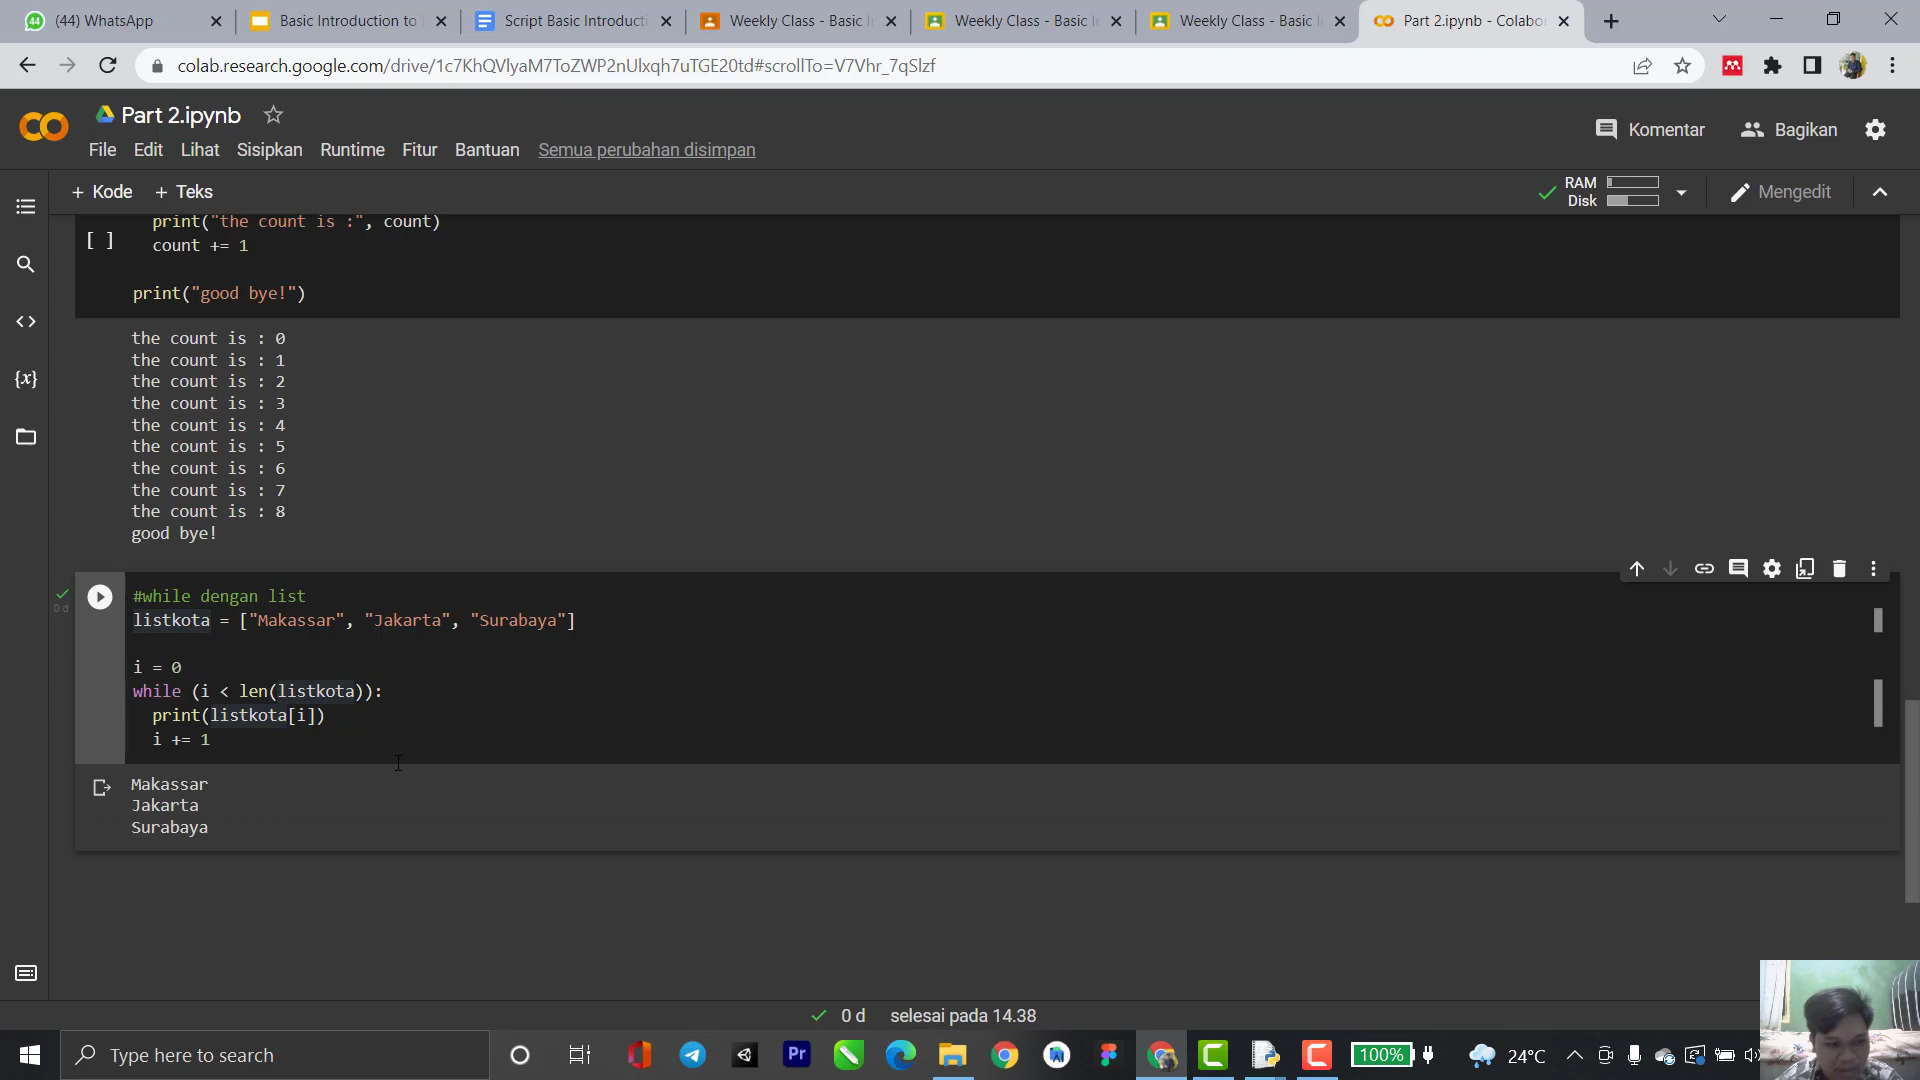 (44) WhatsApp
Basic Introduction to
Script Basic Introducti
Weekly Class - Basic I
Weekly Class - Basic I
Weekly Class - Basic I
Part 2.ipynb - Colabo
colab.research.google.com/drive/1c7KhQVlyaM7ToZWP2nUlxqh7uTGE20td#scrollTo=V7Vhr_7qSlzf
Part 2.ipynb
Komentar
Bagikan
File Edit Lihat Sisipkan Runtime Fitur Bantuan Semua perubahan disimpan
+ Kode + Teks
RAM
Disk
Mengedit
print("the count is :", count)
[ ] count += 1
print("good bye!")
the count is : 0
the count is : 1
the count is : 2
the count is : 3
the count is : 4
the count is : 5
the count is : 6
the count is : 7
the count is : 8
good bye!
0 d
#while dengan list
listkota = ["Makassar", "Jakarta", "Surabaya"]
i = 0
while (i < len(listkota)):
print(listkota[i])
i += 1
Makassar
Jakarta
Surabaya
0 d selesai pada 14.38
Type here to search
Pr
100%
24°C